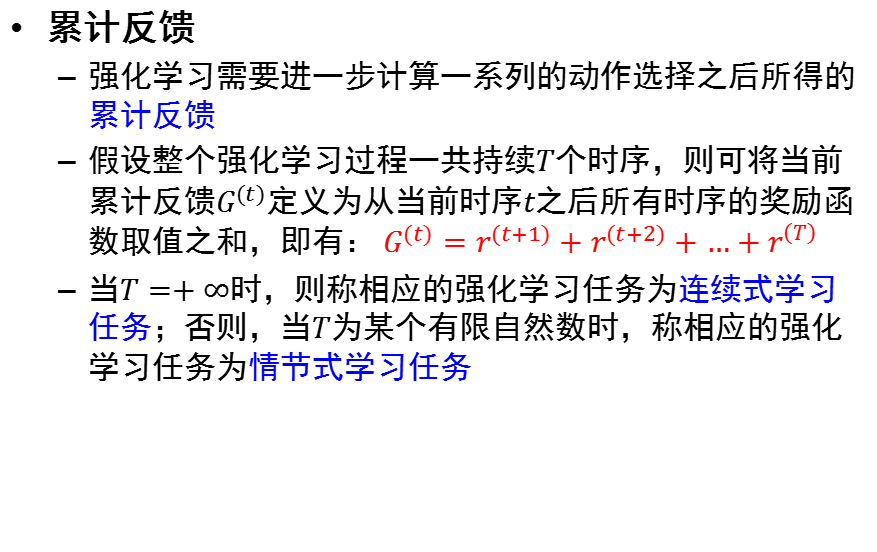 • 累计反馈
– 强化学习需要进一步计算一系列的动作选择之后所得的
累计反馈
– 假设整个强化学习过程一共持续T个时序，则可将当前
累计反馈G^(t)定义为从当前时序t之后所有时序的奖励函
数取值之和，即有： G^(t) = r^(t+1) + r^(t+2) + … + r^(T)
– 当T =+ ∞时，则称相应的强化学习任务为连续式学习
任务；否则，当T为某个有限自然数时，称相应的强化
学习任务为情节式学习任务